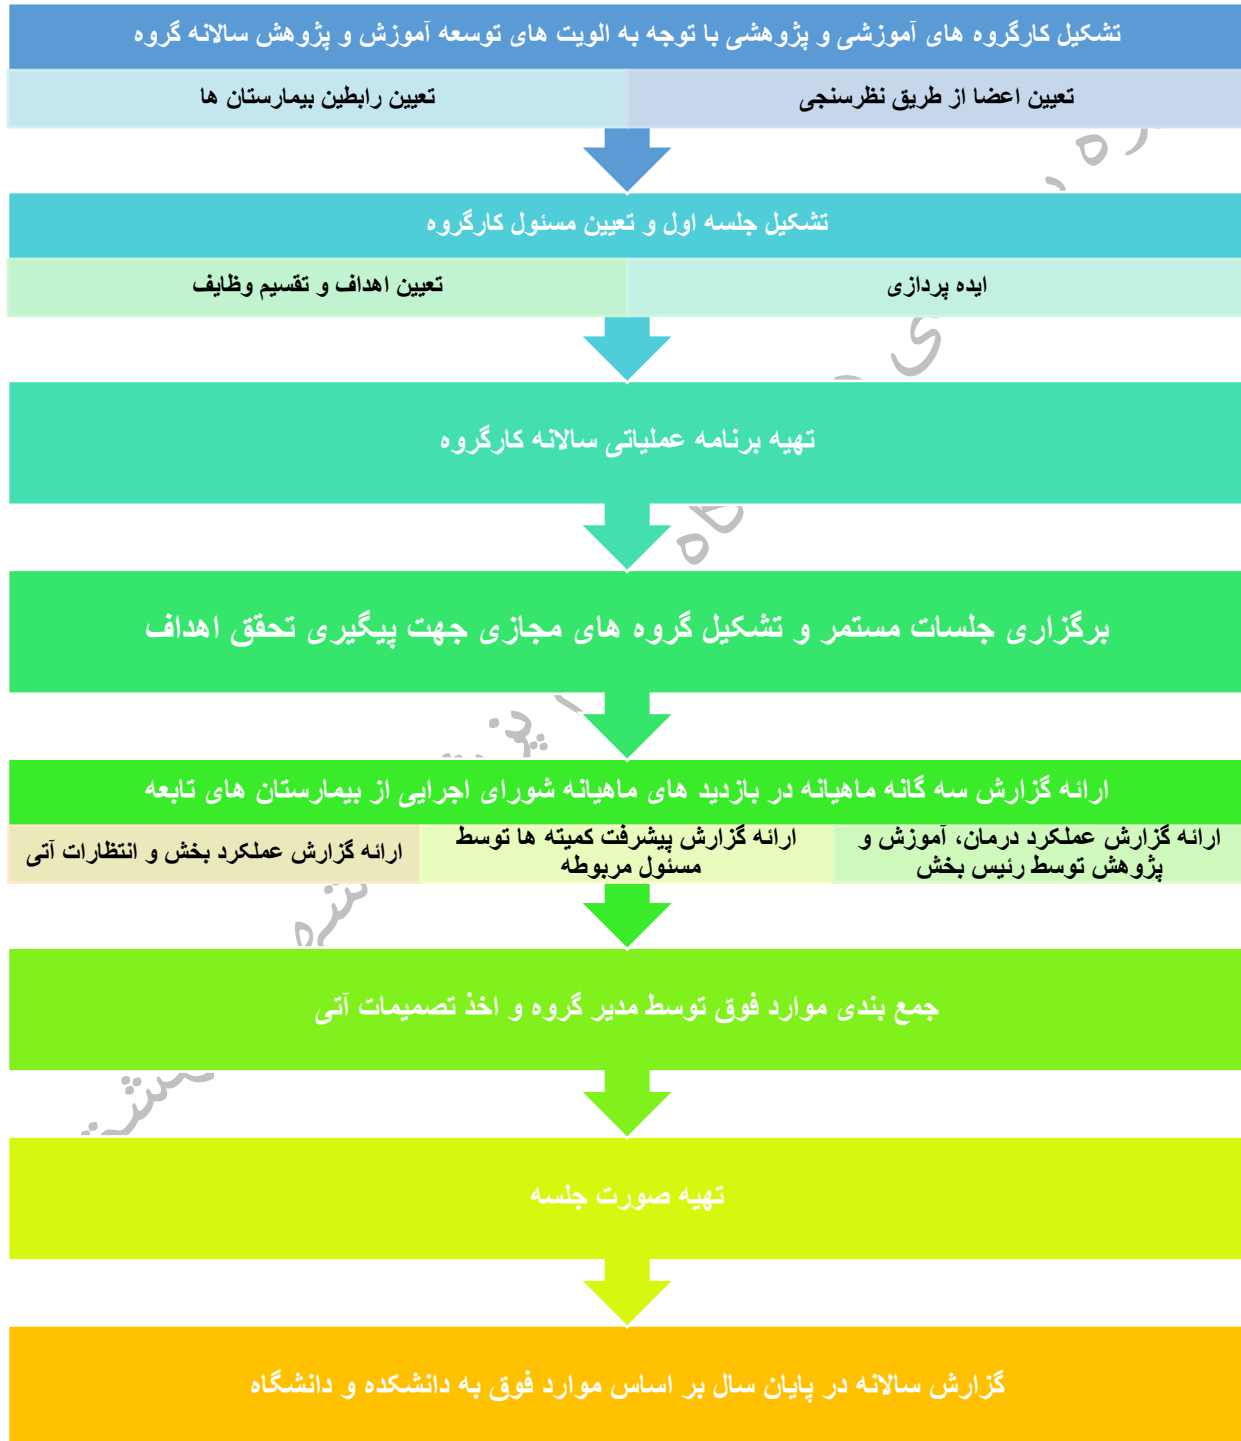 تشکیل کارگروه های آموزشی و پژوهشی با توجه به الویت های توسعه آموزش و پژوهش سالانه گروه
تعیین اعضا از طریق نظرسنجی
تعیین رابطین بیمارستان ها
تشکیل جلسه اول و تعیین مسئول کارگروه
ایده پردازی
تعیین اهداف و تقسیم وظایف
تهیه برنامه عملیاتی سالانه کارگروه
برگزاری جلسات مستمر و تشکیل گروه های مجازی جهت پیگیری تحقق اهداف
ارائه گزارش سه گانه ماهیانه در بازدید های ماهیانه شورای اجرایی از بیمارستان های تابعه
ارائه گزارش عملکرد درمان، آموزش و
پژوهش توسط رئیس بخش
ارائه گزارش پیشرفت کمیته ها توسط
مسئول مربوطه
ارائه گزارش عملکرد بخش و انتظارات آتی
جمع بندی موارد فوق توسط مدیر گروه و اخذ تصمیمات آتی
تهیه صورت جلسه
گزارش سالانه در پایان سال بر اساس موارد فوق به دانشکده و دانشگاه